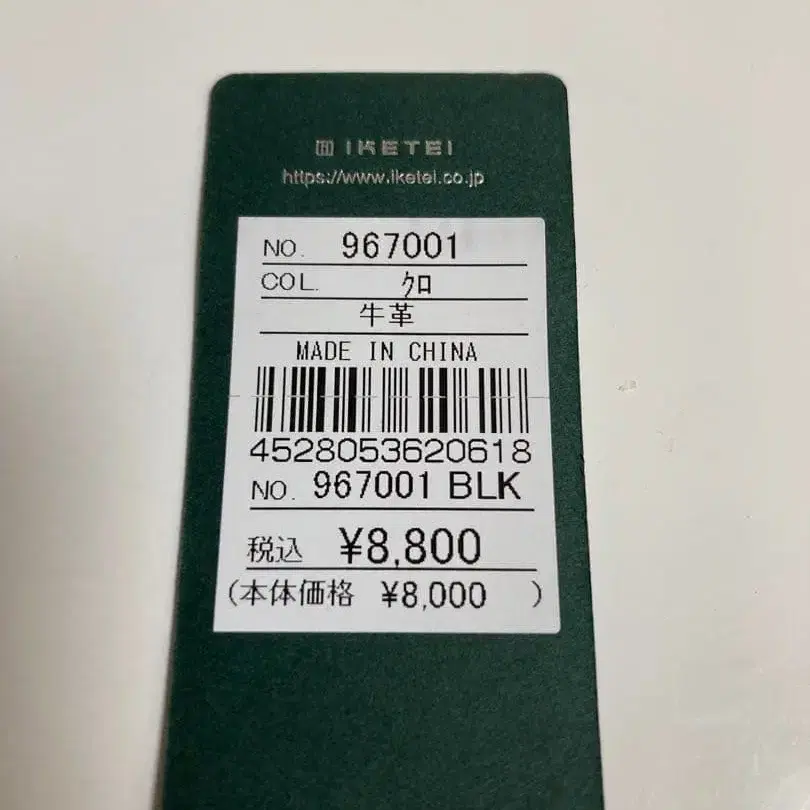 IKETEI
https://www.iketei.co.jp
NO. 967001
COL. クロ
牛革
MADE IN CHINA
4528053620618
NO. 967001 BLK
税込 ¥8,800
(本体価格 ¥8,000 )